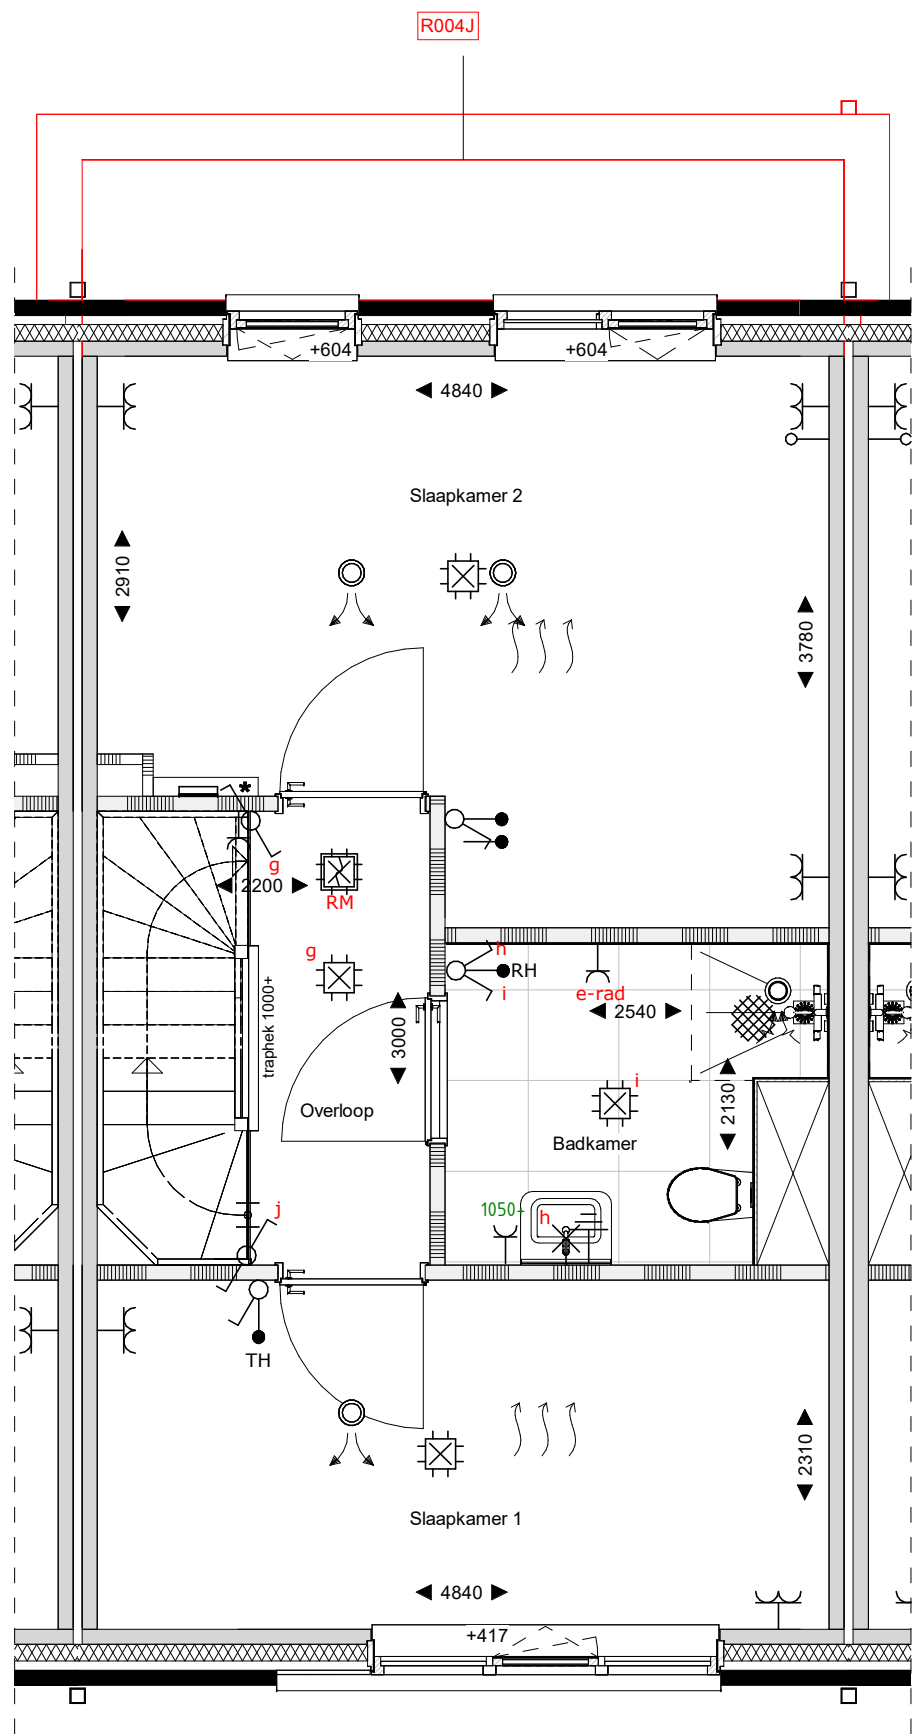 R004J
+604
+604
4840
Slaapkamer 2
2910
3780
*
g
2200
RM
g
h
RH
i
e-rad
2540
traphek 1000+
3000
i
2130
Overloop
Badkamer
j
1050+
h
TH
2310
Slaapkamer 1
4840
+417